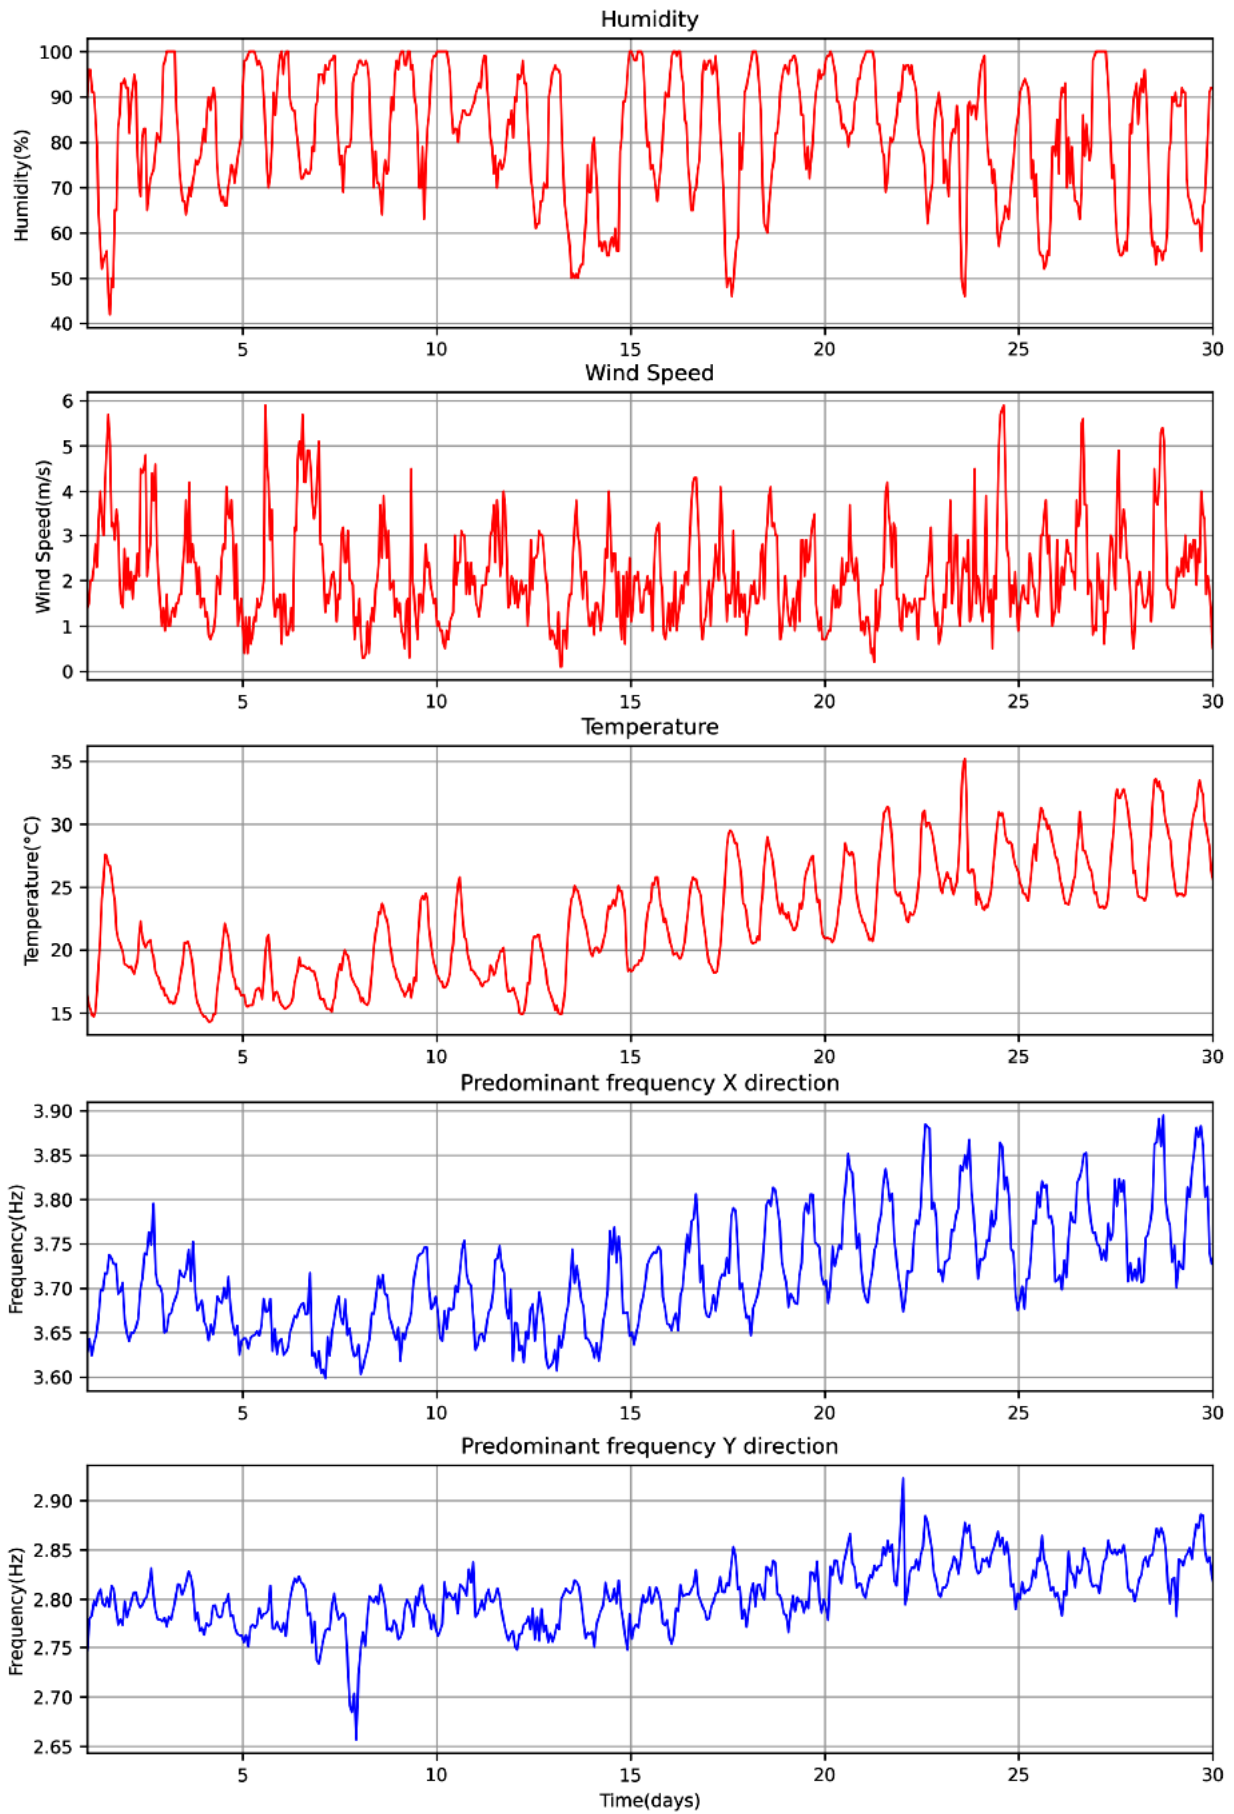 Humidity
Humidity(%)
100
90
80
70
60
50
40
5 10 15 20 25 30
Wind Speed
Wind Speed(m/s)
6
5
4
3
2
1
0
5 10 15 20 25 30
Temperature
Temperature(°C)
35
30
25
20
15
5 10 15 20 25 30
Predominant frequency X direction
Frequency(Hz)
3.90
3.85
3.80
3.75
3.70
3.65
3.60
5 10 15 20 25 30
Predominant frequency Y direction
Frequency(Hz)
2.90
2.85
2.80
2.75
2.70
2.65
5 10 15 20 25 30
Time(days)